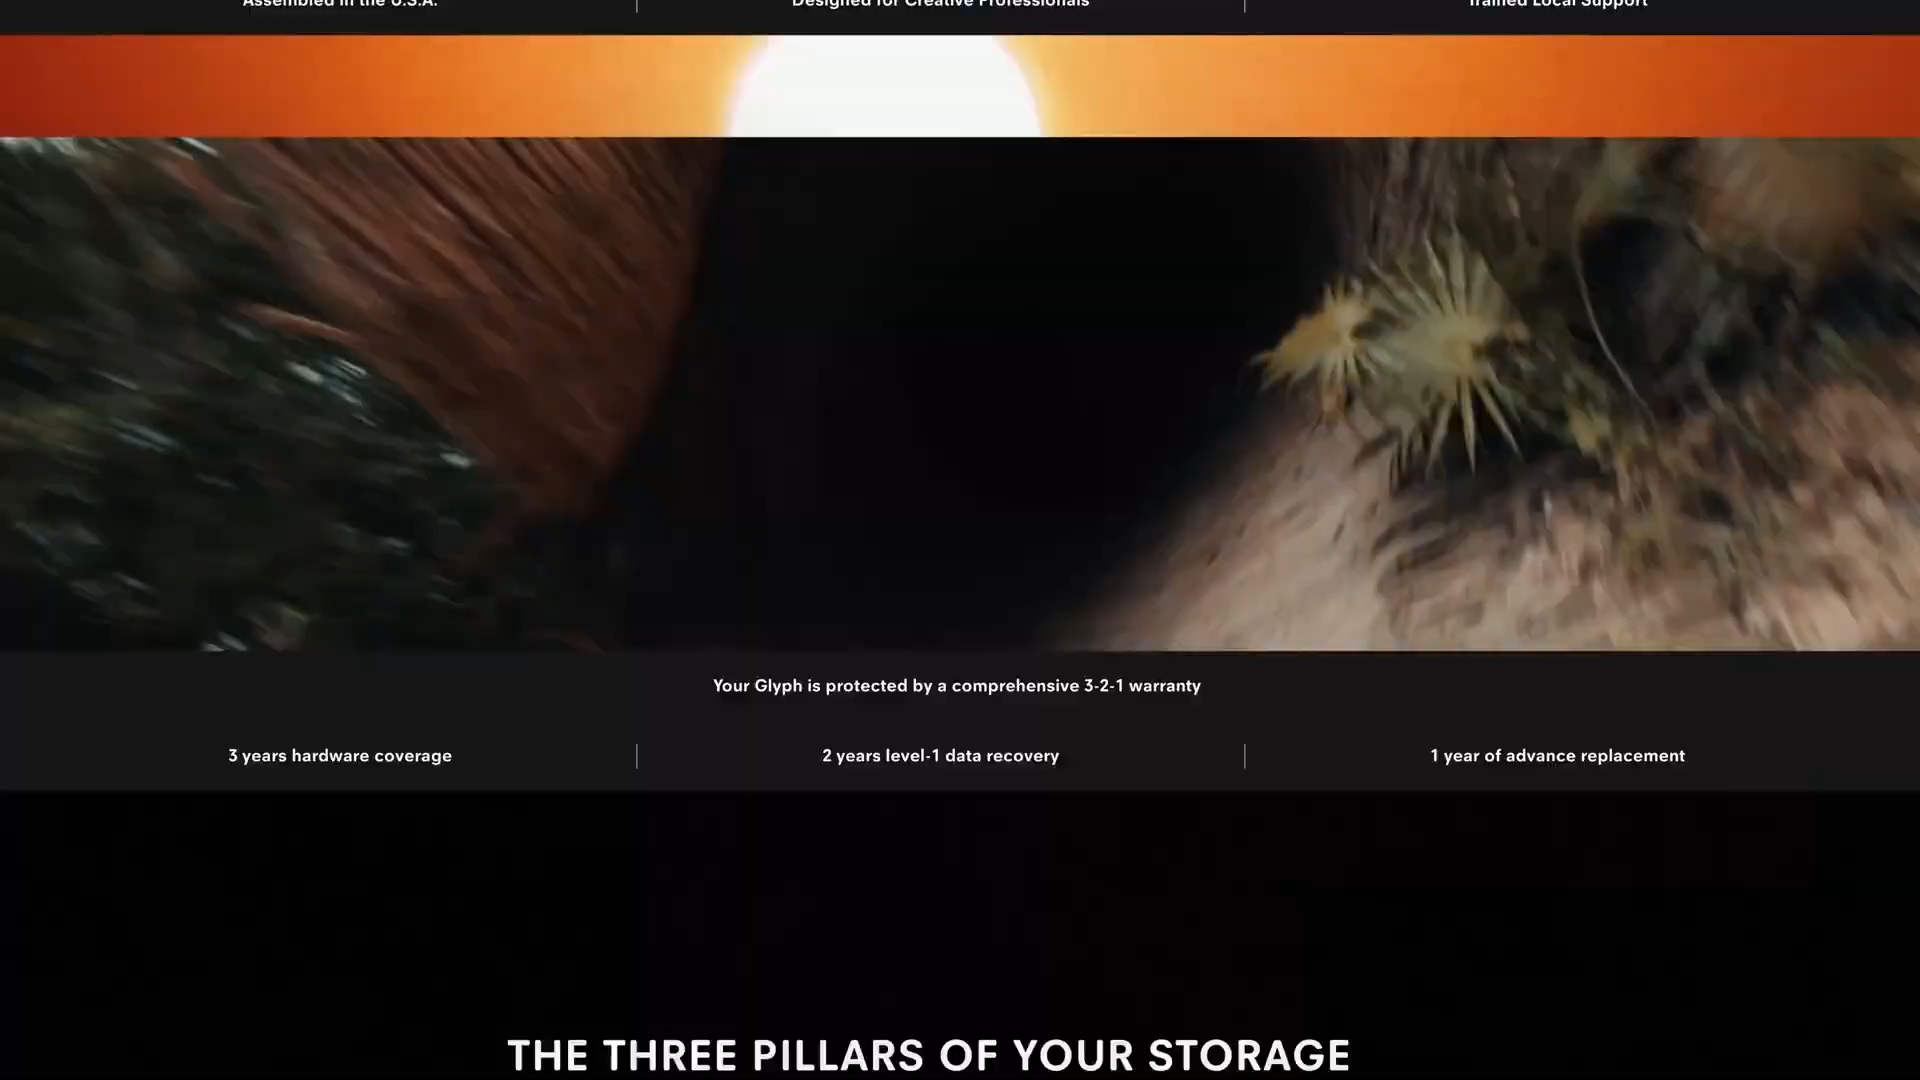 Assembled in the U.S.A.
Designed for Creative Professionals
Trained Local Support
Your Glyph is protected by a comprehensive 3-2-1 warranty
3 years hardware coverage
2 years level-1 data recovery
1 year of advance replacement
THE THREE PILLARS OF YOUR STORAGE